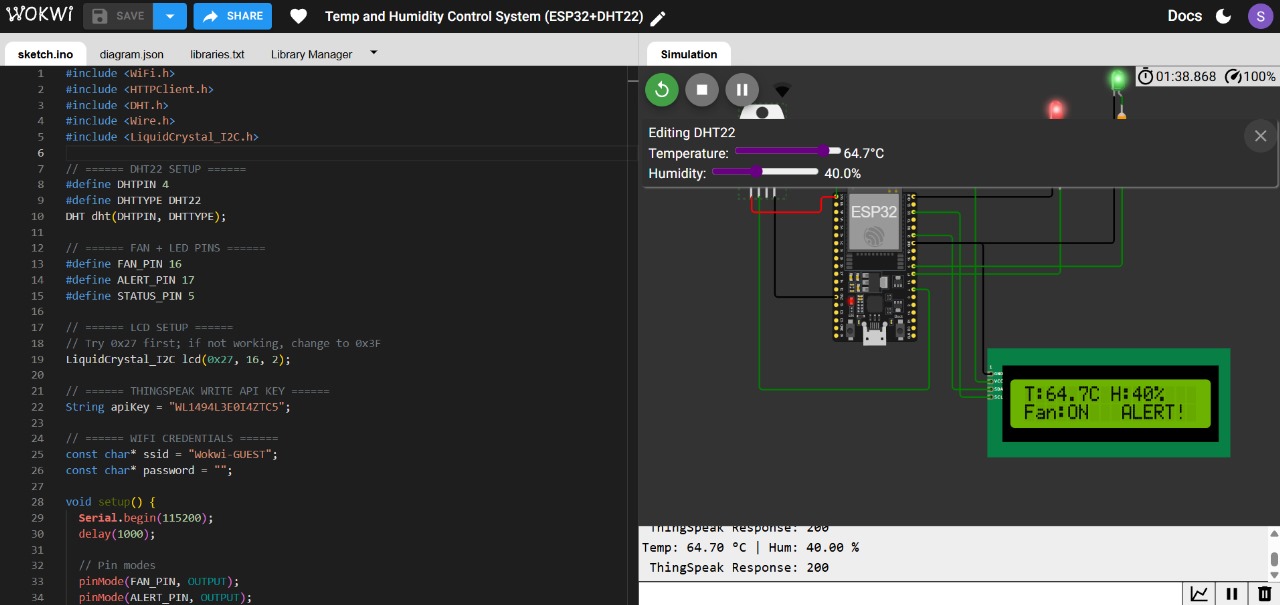 WOKWI SAVE SHARE Temp and Humidity Control System (ESP32+DHT22) Docs S
sketch.ino diagram.json libraries.txt Library Manager
1 #include <WiFi.h>
2 #include <HTTPClient.h>
3 #include <DHT.h>
4 #include <Wire.h>
5 #include <LiquidCrystal_I2C.h>
6
7 // ====== DHT22 SETUP ======
8 #define DHTPIN 4
9 #define DHTTYPE DHT22
10 DHT dht(DHTPIN, DHTTYPE);
11
12 // ====== FAN + LED PINS ======
13 #define FAN_PIN 16
14 #define ALERT_PIN 17
15 #define STATUS_PIN 5
16
17 // ====== LCD SETUP ======
18 // Try 0x27 first; if not working, change to 0x3F
19 LiquidCrystal_I2C lcd(0x27, 16, 2);
20
21 // ====== THINGSPEAK WRITE API KEY ======
22 String apiKey = "WL1494L3E0I4ZTC5";
23
24 // ====== WIFI CREDENTIALS ======
25 const char* ssid = "Wokwi-GUEST";
26 const char* password = "";
27
28 void setup() {
29 Serial.begin(115200);
30 delay(1000);
31
32 // Pin modes
33 pinMode(FAN_PIN, OUTPUT);
34 pinMode(ALERT_PIN, OUTPUT);
Simulation
01:38.868 100%
Editing DHT22
Temperature: 64.7°C
Humidity: 40.0%
ESP32
1
GND
VCC
SDA
SCL
T:64.7C H:40%
Fan:ON ALERT!
ThingSpeak Response: 200
Temp: 64.70 °C | Hum: 40.00 %
ThingSpeak Response: 200